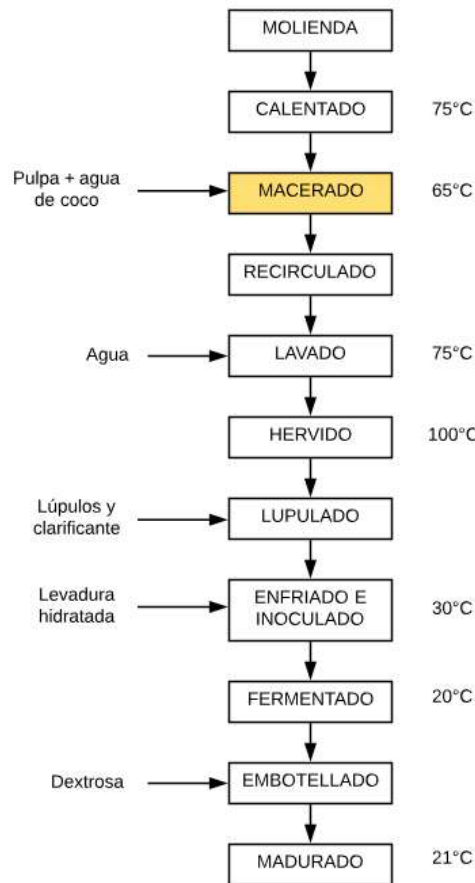 MOLIENDA
CALENTADO 75°C
Pulpa + agua
de coco
MACERADO 65°C
RECIRCULADO
Agua
LAVADO 75°C
HERVIDO 100°C
Lúpulos y
clarificante
LUPULADO
Levadura
hidratada
ENFRIADO E
INOCULADO
30°C
FERMENTADO 20°C
Dextrosa
EMBOTELLADO
MADURADO 21°C